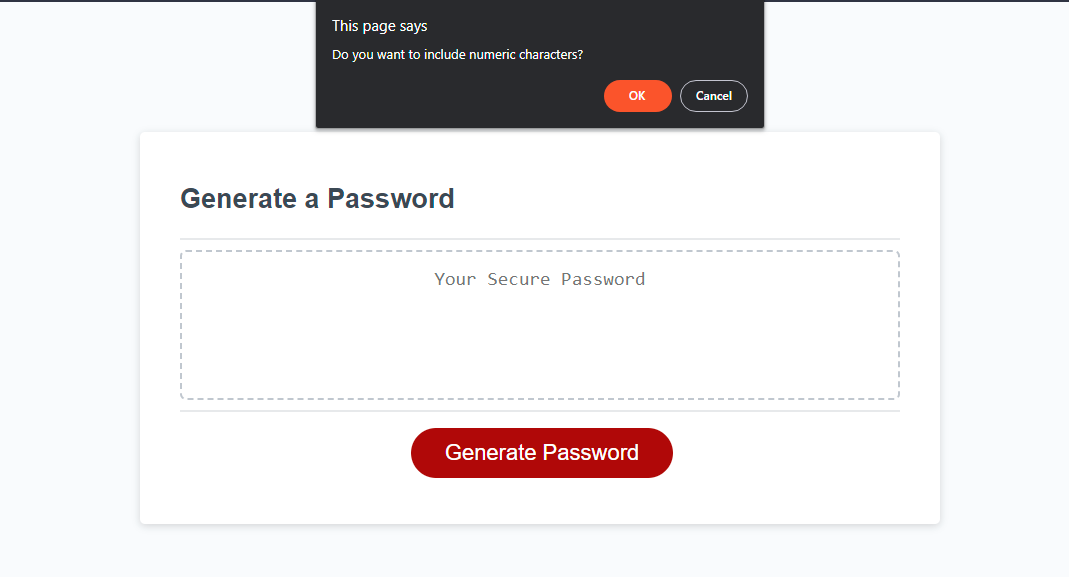 This page says
Do you want to include numeric characters?
OK Cancel
Generate a Password
Your Secure Password
Generate Password